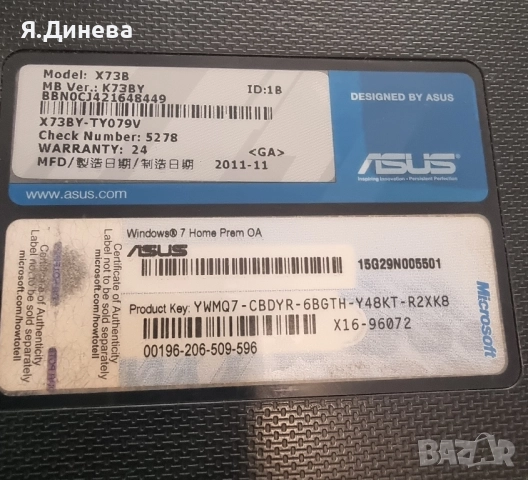 Я.Динева
Model: X73B
MB Ver.: K73BY
ID:1B
BBN0CJ421648449
X73BY-TY079V
Check Number: 5278
WARRANTY: 24
<GA>
MFD/製造日期/制造日期
2011-11
DESIGNED BY ASUS
ASUS
Inspiring Innovation • Persistent Perfection
www.asus.com
Certificate of Authenticity
Label not to be sold separately
microsoft.com/howtotell
Windows® 7 Home Prem OA
ASUS
15G29N005501
Product Key: YWMQ7-CBDYR-6BGTH-Y48KT-R2XK8
X16-96072
00196-206-509-596
Microsoft
BAZAR